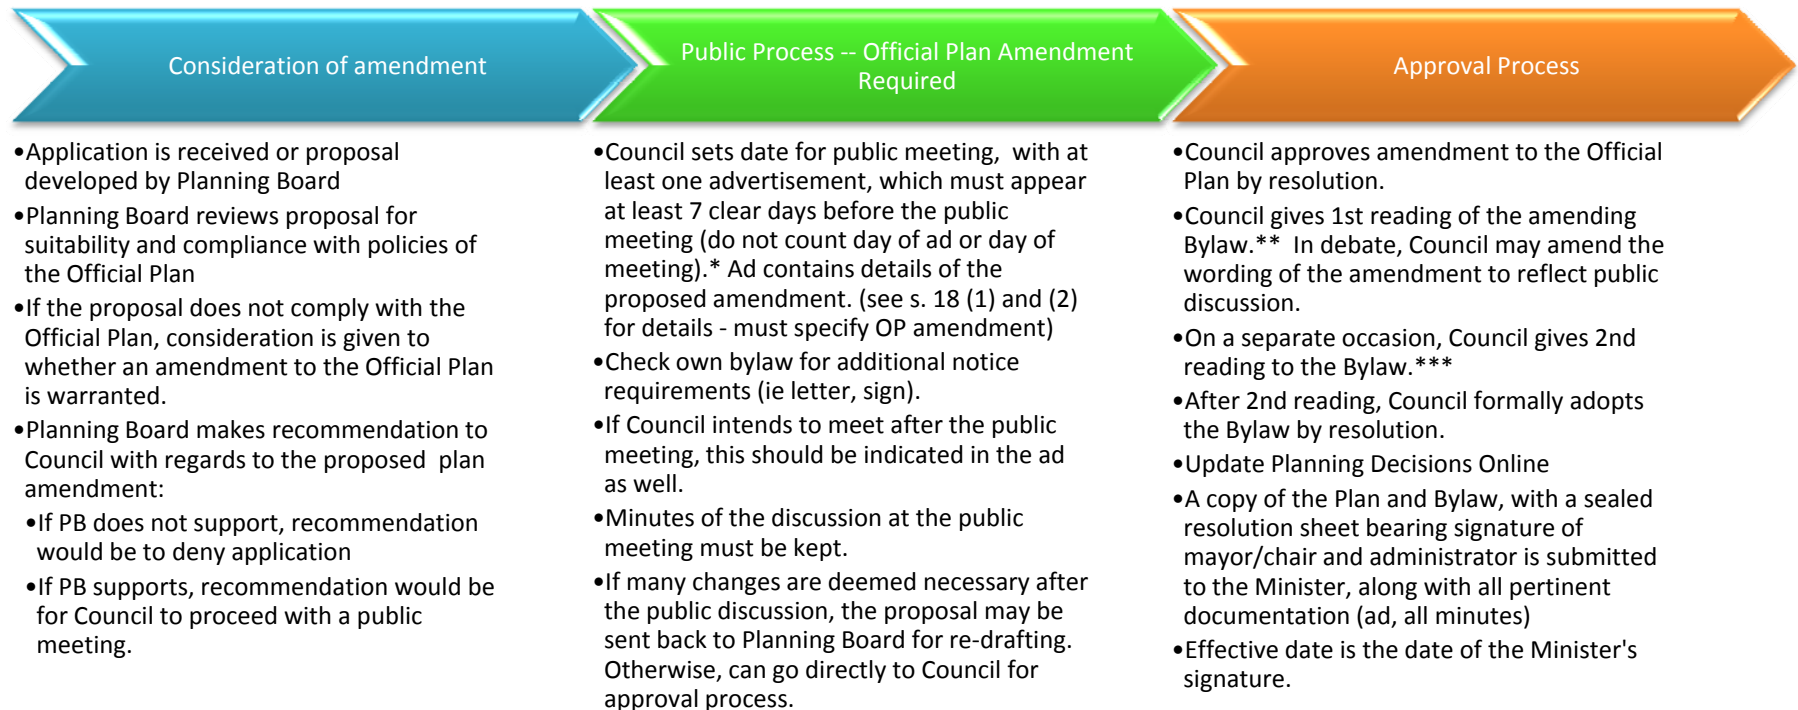 Consideration of amendment
•Application is received or proposal
developed by Planning Board
•Planning Board reviews proposal for
suitability and compliance with policies of
the Official Plan
•If the proposal does not comply with the
Official Plan, consideration is given to
whether an amendment to the Official Plan
is warranted.
•Planning Board makes recommendation to
Council with regards to the proposed plan
amendment:
•If PB does not support, recommendation
would be to deny application
•If PB supports, recommendation would be
for Council to proceed with a public
meeting.
Public Process -- Official Plan Amendment
Required
•Council sets date for public meeting, with at
least one advertisement, which must appear
at least 7 clear days before the public
meeting (do not count day of ad or day of
meeting).* Ad contains details of the
proposed amendment. (see s. 18 (1) and (2)
for details - must specify OP amendment)
•Check own bylaw for additional notice
requirements (ie letter, sign).
•If Council intends to meet after the public
meeting, this should be indicated in the ad
as well.
•Minutes of the discussion at the public
meeting must be kept.
•If many changes are deemed necessary after
the public discussion, the proposal may be
sent back to Planning Board for re-drafting.
Otherwise, can go directly to Council for
approval process.
Approval Process
•Council approves amendment to the Official
Plan by resolution.
•Council gives 1st reading of the amending
Bylaw.** In debate, Council may amend the
wording of the amendment to reflect public
discussion.
•On a separate occasion, Council gives 2nd
reading to the Bylaw.***
•After 2nd reading, Council formally adopts
the Bylaw by resolution.
•Update Planning Decisions Online
•A copy of the Plan and Bylaw, with a sealed
resolution sheet bearing signature of
mayor/chair and administrator is submitted
to the Minister, along with all pertinent
documentation (ad, all minutes)
•Effective date is the date of the Minister's
signature.